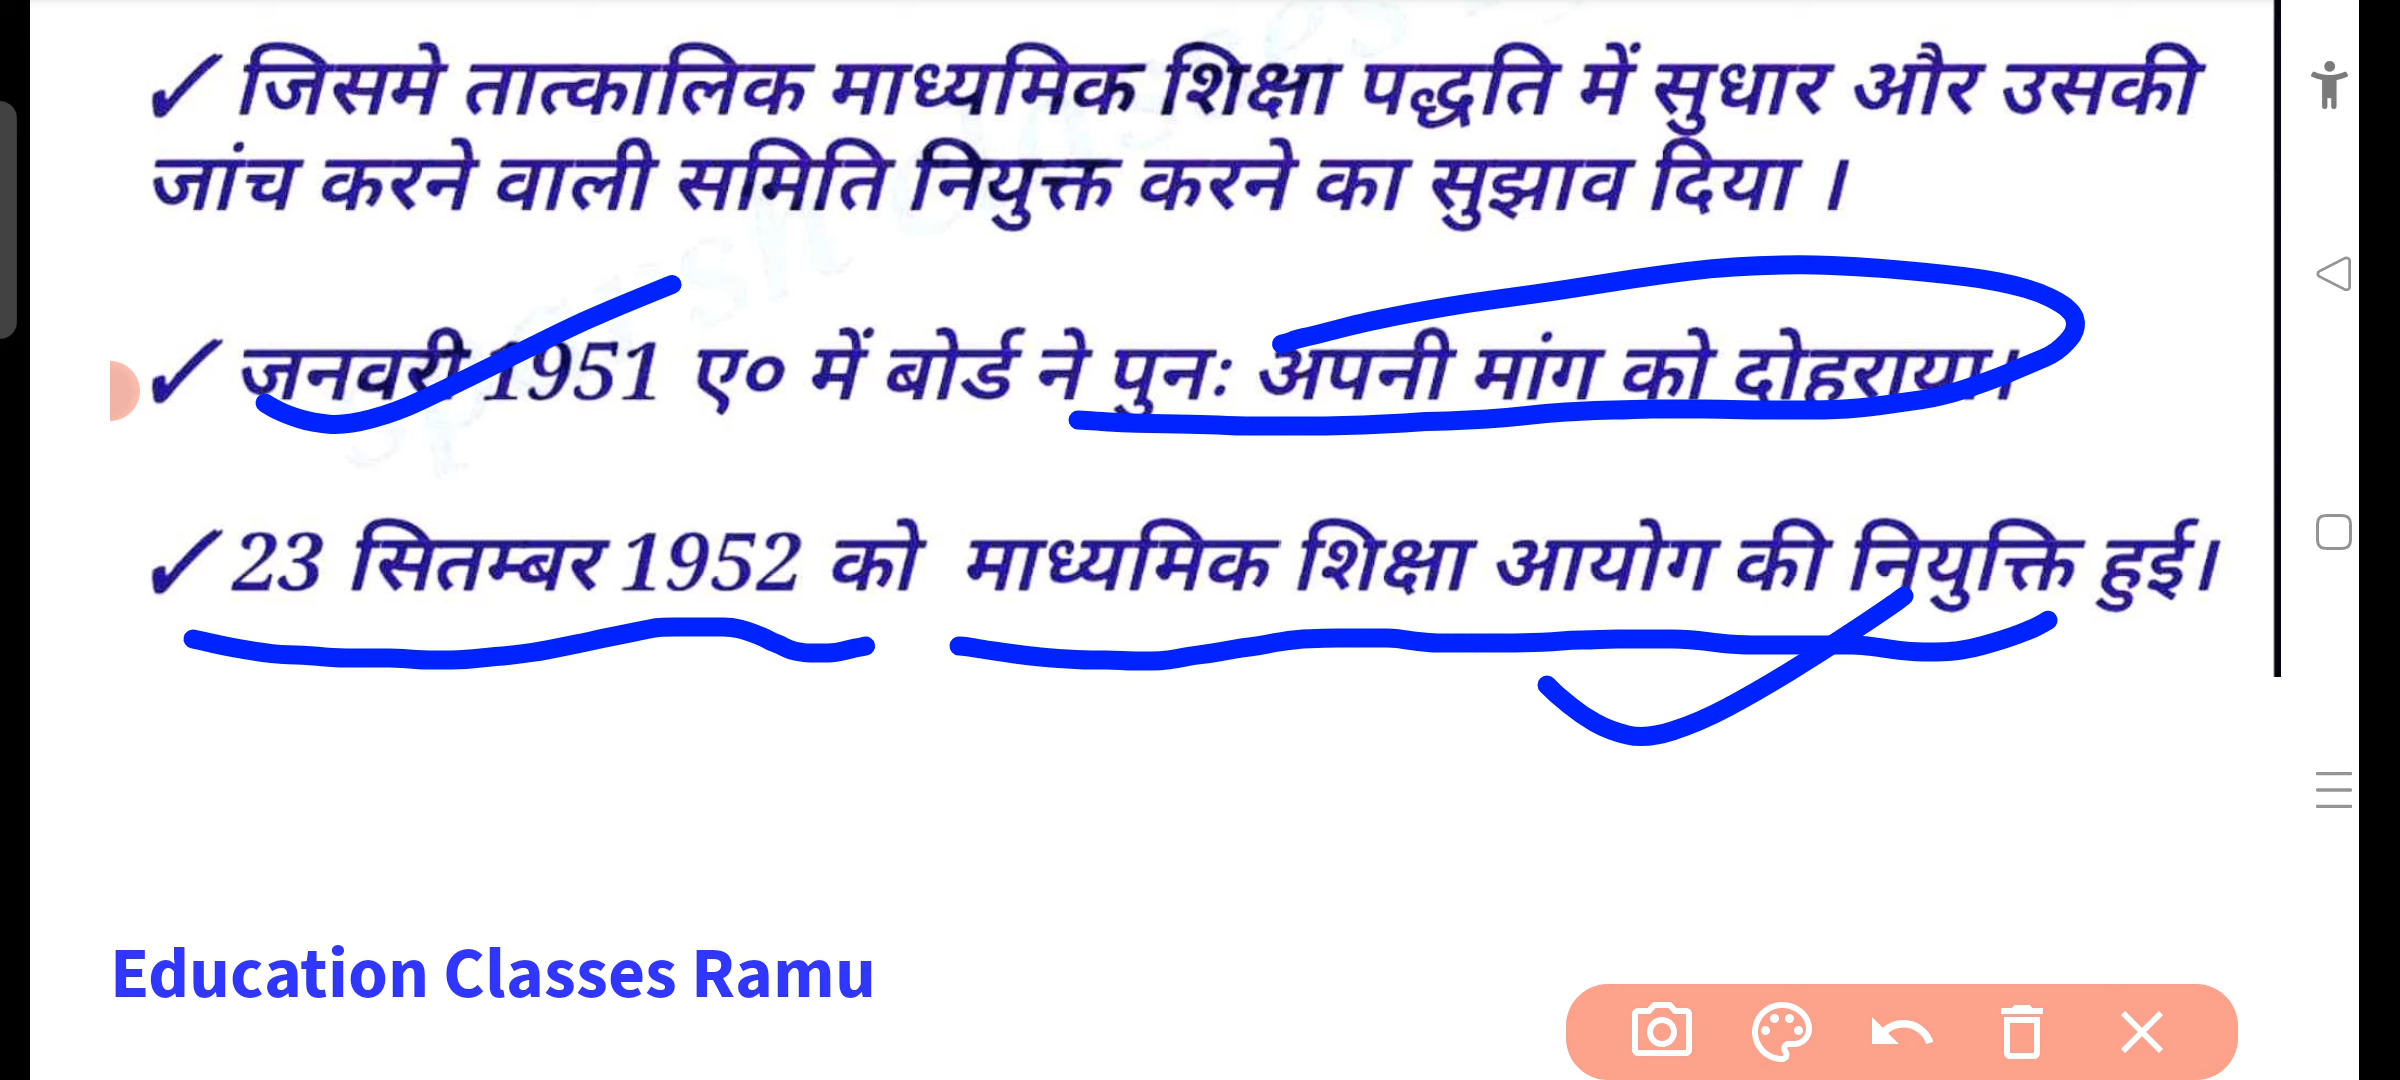 ✓ जिसमे तात्कालिक माध्यमिक शिक्षा पद्धति में सुधार और उसकी
जांच करने वाली समिति नियुक्त करने का सुझाव दिया ।
✓ जनवरी 1951 ए० में बोर्ड ने पुनः अपनी मांग को दोहराया।
✓ 23 सितम्बर 1952 को माध्यमिक शिक्षा आयोग की नियुक्ति हुई।
Education Classes Ramu